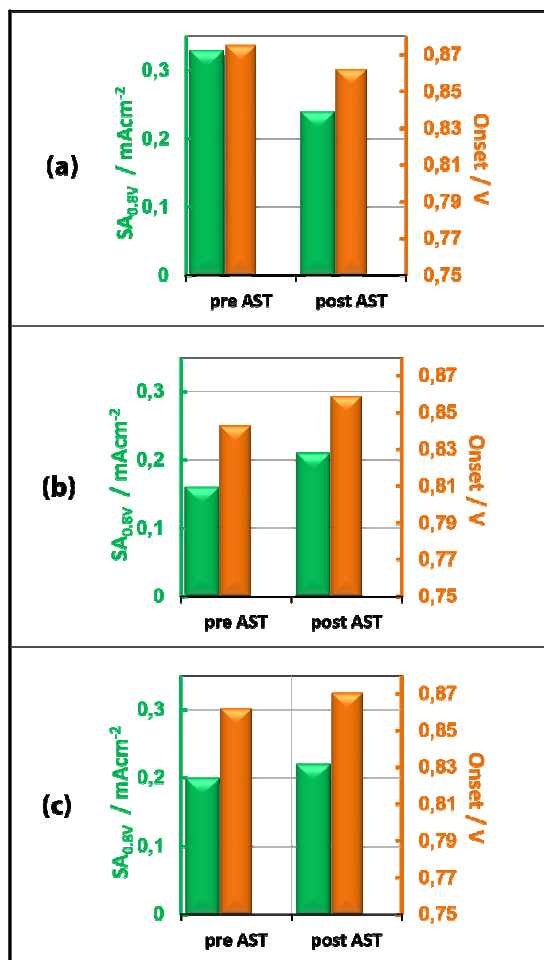 (a)
SA0.8V / mAcm-2
0,3
0,2
0,1
0
0,87
0,85
0,83
0,81
0,79
0,77
0,75
Onset / V
pre AST
post AST
(b)
SA0.8V / mAcm-2
0,3
0,2
0,1
0
0,87
0,85
0,83
0,81
0,79
0,77
0,75
Onset / V
pre AST
post AST
(c)
SA0.8V / mAcm-2
0,3
0,2
0,1
0
0,87
0,85
0,83
0,81
0,79
0,77
0,75
Onset / V
pre AST
post AST